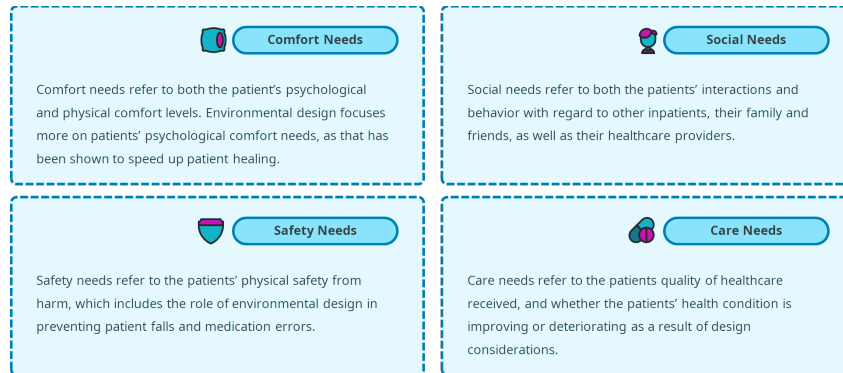 Comfort Needs
Comfort needs refer to both the patient’s psychological
and physical comfort levels. Environmental design focuses
more on patients’ psychological comfort needs, as that has
been shown to speed up patient healing.
Social Needs
Social needs refer to both the patients’ interactions and
behavior with regard to other inpatients, their family and
friends, as well as their healthcare providers.
Safety Needs
Safety needs refer to the patients’ physical safety from
harm, which includes the role of environmental design in
preventing patient falls and medication errors.
Care Needs
Care needs refer to the patients quality of healthcare
received, and whether the patients’ health condition is
improving or deteriorating as a result of design
considerations.